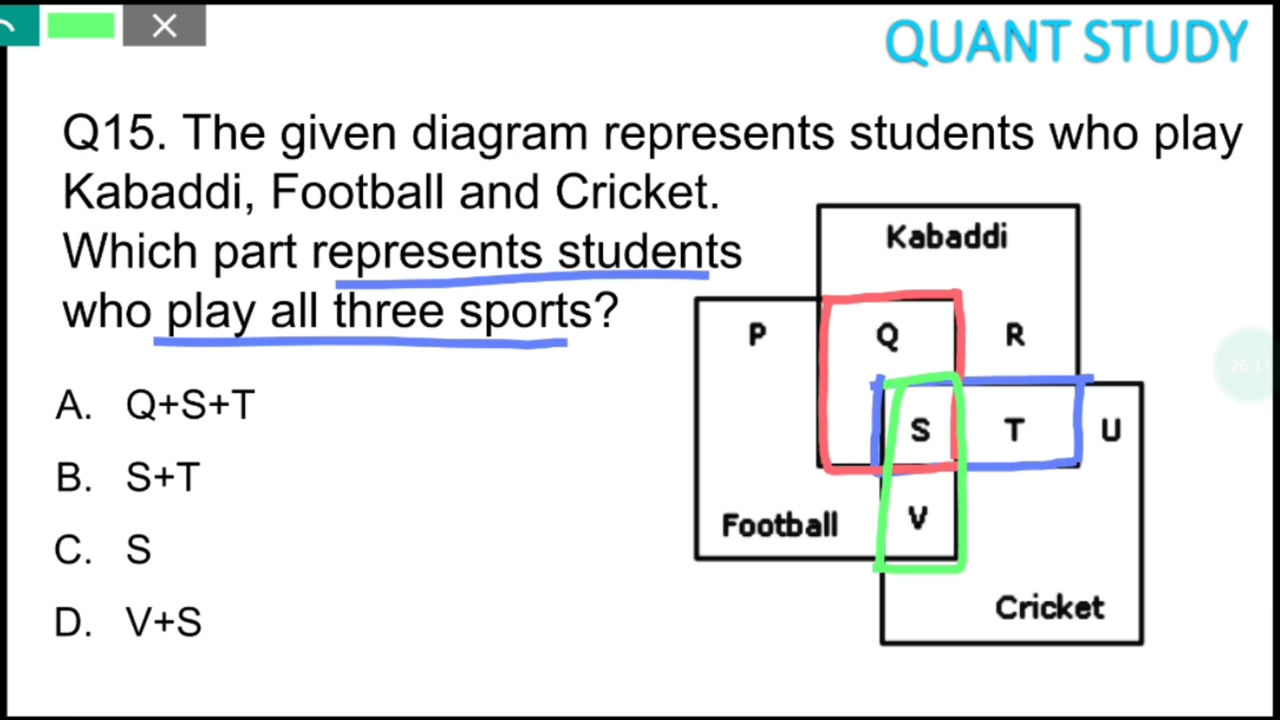 QUANT STUDY
Q15. The given diagram represents students who play
Kabaddi, Football and Cricket.
Which part represents students
who play all three sports?
A. Q+S+T
B. S+T
C. S
D. V+S
Kabaddi
P
Q
R
S
T
U
V
Football
Cricket